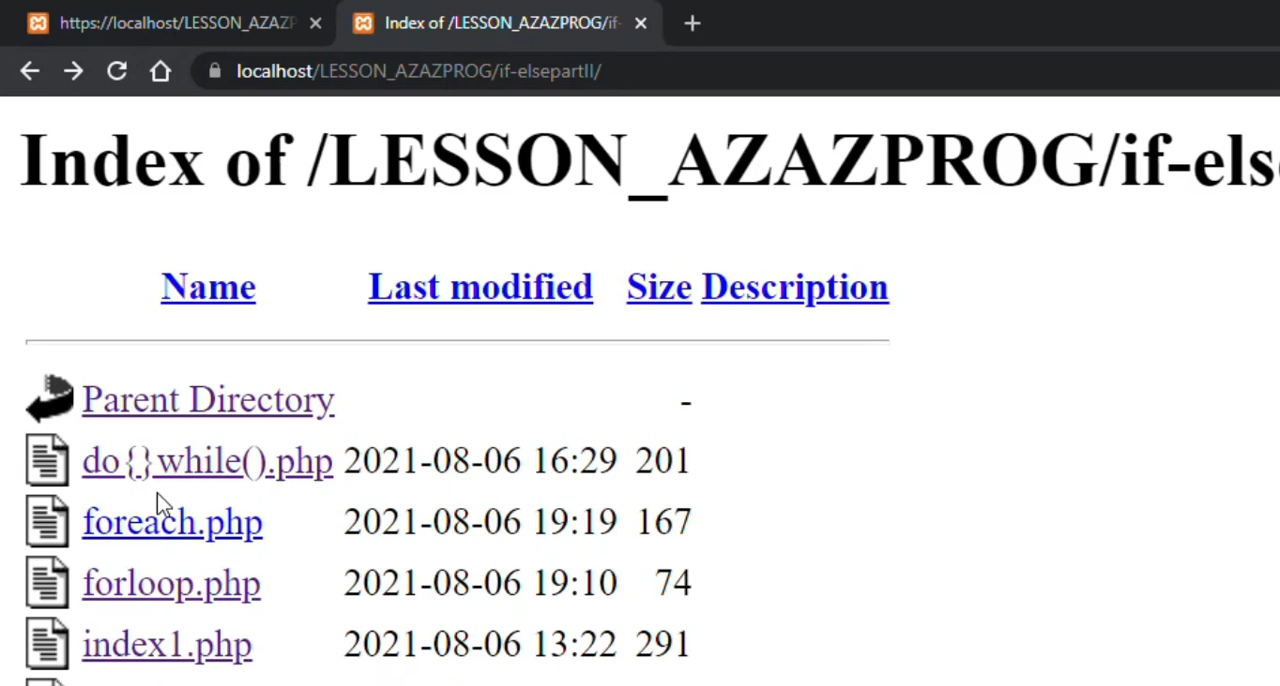 https://localhost/LESSON_AZAZP
Index of /LESSON_AZAZPROG/if-
localhost/LESSON_AZAZPROG/if-elsepartII/
Index of /LESSON_AZAZPROG/if-else
Name Last modified Size Description
Parent Directory -
do{}while().php 2021-08-06 16:29 201
foreach.php 2021-08-06 19:19 167
forloop.php 2021-08-06 19:10 74
index1.php 2021-08-06 13:22 291